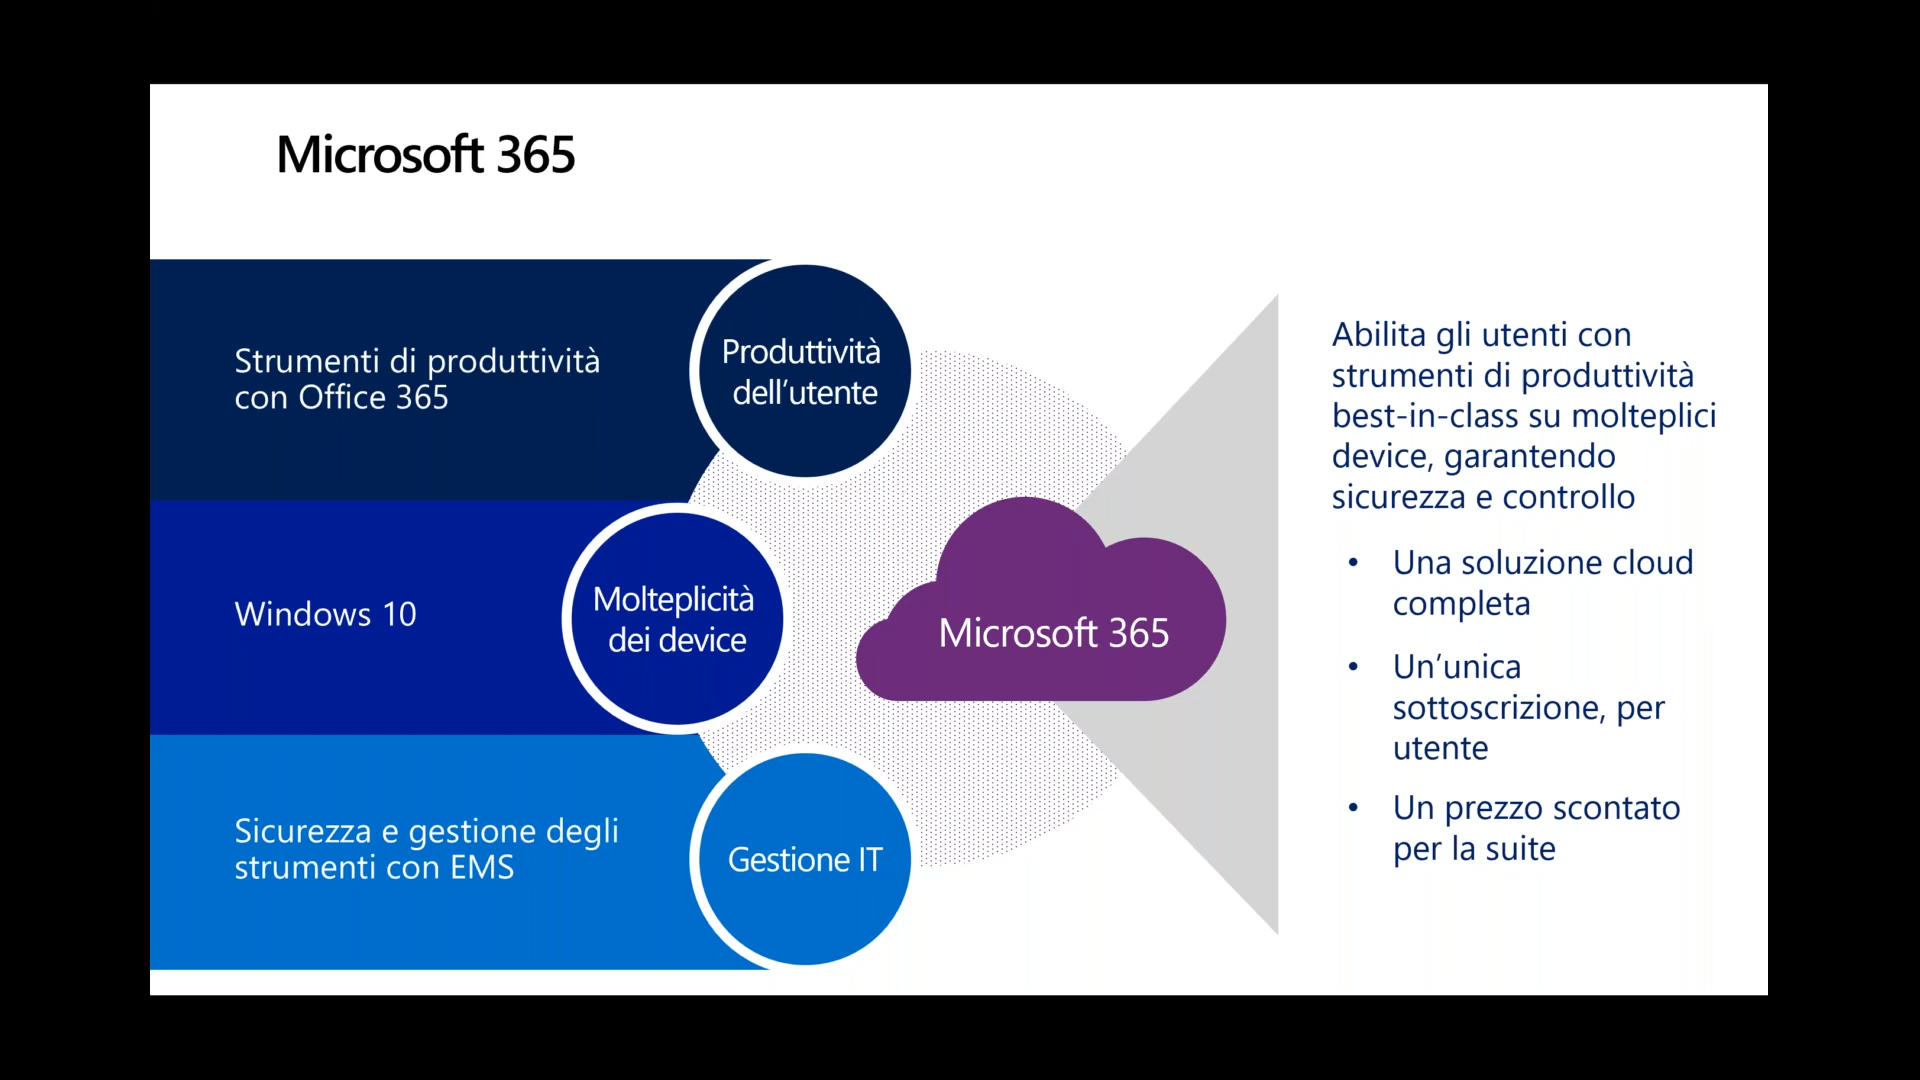 Microsoft 365
Strumenti di produttività
con Office 365
Produttività
dell’utente
Windows 10
Molteplicità
dei device
Sicurezza e gestione degli
strumenti con EMS
Gestione IT
Microsoft 365
Abilita gli utenti con
strumenti di produttività
best-in-class su molteplici
device, garantendo
sicurezza e controllo
• Una soluzione cloud
completa
• Un’unica
sottoscrizione, per
utente
• Un prezzo scontato
per la suite